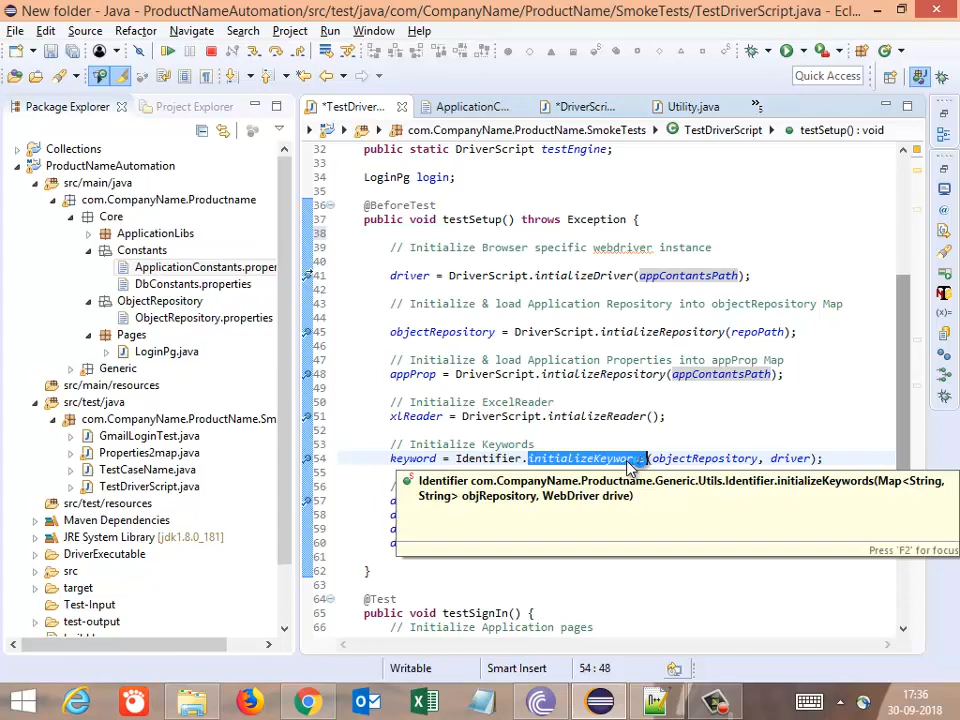 New folder - Java - ProductNameAutomation/src/test/java/com/CompanyName/SmokeTests/TestDriverScript.java - Ecl...
File Edit Source Refactor Navigate Search Project Run Window Help
Quick Access
Package Explorer
Project Explorer
*TestDriver...
ApplicationC...
*DriverScri...
Utility.java
»5
com.CompanyName.ProductName.SmokeTests
TestDriverScript
testSetup() : void
Collections
ProductNameAutomation
src/main/java
com.CompanyName.Productname
Core
ApplicationLibs
Constants
ApplicationConstants.proper
DbConstants.properties
ObjectRepository
ObjectRepository.properties
Pages
LoginPg.java
Generic
src/main/resources
src/test/java
com.CompanyName.ProductName.Sm
GmailLoginTest.java
Properties2map.java
TestCaseName.java
TestDriverScript.java
src/test/resources
Maven Dependencies
JRE System Library [jdk1.8.0_181]
DriverExecutable
src
target
Test-Input
test-output
32 public static DriverScript testEngine;
33
34 LoginPg login;
35
36 @BeforeTest
37 public void testSetup() throws Exception {
38
39 // Initialize Browser specific webdriver instance
40
41 driver = DriverScript.intializeDriver(appContantsPath);
42
43 // Initialize & load Application Repository into objectRepository Map
44
45 objectRepository = DriverScript.intializeRepository(repoPath);
46
47 // Initialize & load Application Properties into appProp Map
48 appProp = DriverScript.intializeRepository(appContantsPath);
49
50 // Initialize ExcelReader
51 xlReader = DriverScript.intializeReader();
52
53 // Initialize Keywords
54 keyword = Identifier.initializeKeywords(objectRepository, driver);
55
Identifier com.CompanyName.Productname.Generic.Utils.Identifier.initializeKeywords(Map<String,
String> objRepository, WebDriver drive)
Press 'F2' for focus
56 /
57 a
58 a
59 a
60 a
61
62 }
63
64 @Test
65 public void testSignIn() {
66 // Initialize Application pages
Writable
Smart Insert
54 : 48
17:36
30-09-2018